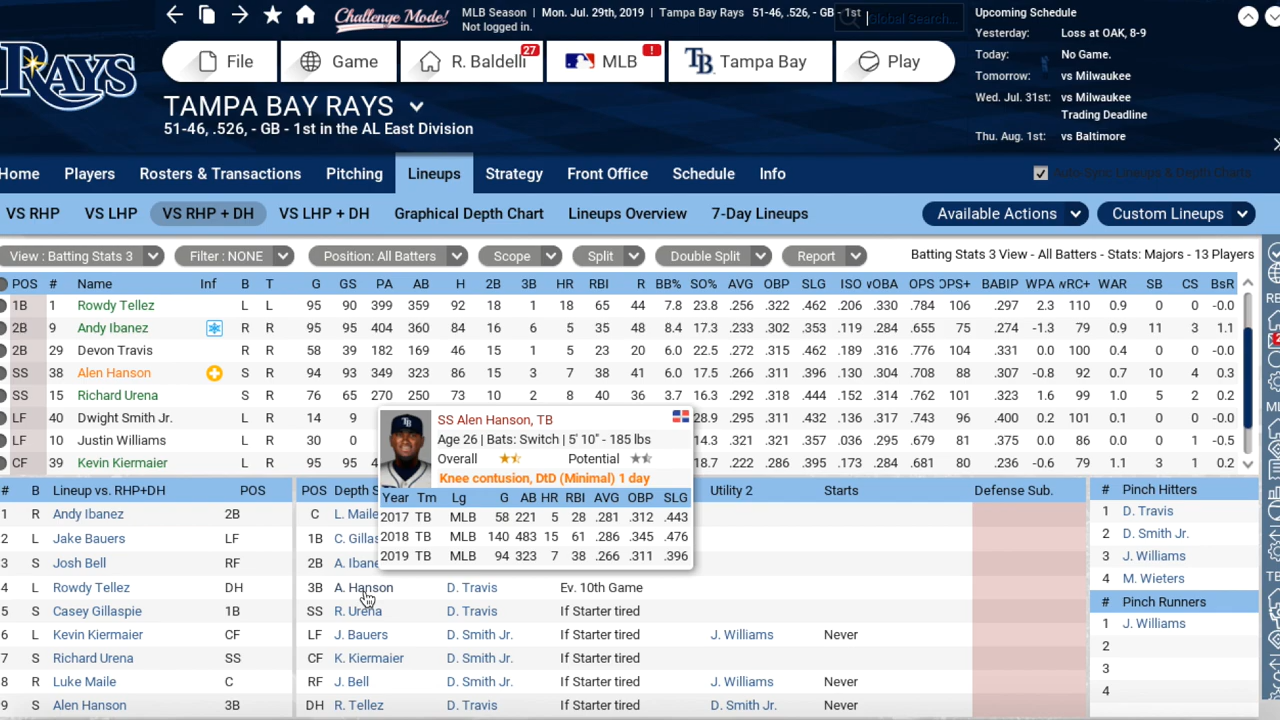 Challenge Mode!
MLB Season | Mon. Jul. 29th, 2019 | Tampa Bay Rays 51-46, .526, - GB - 1st
Not logged in.
Global Search...
Upcoming Schedule
Yesterday: Loss at OAK, 8-9
Today: No Game.
Tomorrow: vs Milwaukee
Wed. Jul. 31st: vs Milwaukee
Trading Deadline
Thu. Aug. 1st: vs Baltimore
RAYS
File Game R. Baldelli 27 MLB ! TB Tampa Bay Play
TAMPA BAY RAYS
51-46, .526, - GB - 1st in the AL East Division
Home Players Rosters & Transactions Pitching Lineups Strategy Front Office Schedule Info
Auto-Sync Lineups & Depth Charts
VS RHP VS LHP VS RHP + DH VS LHP + DH Graphical Depth Chart Lineups Overview 7-Day Lineups Available Actions Custom Lineups
View : Batting Stats 3 Filter : NONE Position: All Batters Scope Split Double Split Report Batting Stats 3 View - All Batters - Stats: Majors - 13 Players
POS # Name Inf B T G GS PA AB H 2B 3B HR RBI R BB% SO% AVG OBP SLG ISO wOBA OPS OPS+ BABIP WPA wRC+ WAR SB CS BsR
1B 1 Rowdy Tellez L L 95 90 399 359 92 18 1 18 65 44 7.8 23.8 .256 .322 .462 .206 .330 .784 106 .297 2.3 110 0.9 0 0 -0.0
2B 9 Andy Ibanez R R 95 95 404 360 84 16 6 5 35 48 8.4 17.3 .233 .302 .353 .119 .284 .655 75 .274 -1.3 79 0.9 11 3 1.1
2B 29 Devon Travis R R 58 39 182 169 46 15 1 5 23 20 6.0 22.5 .272 .315 .462 .189 .316 .776 104 .331 0.0 100 0.4 0 0 -0.0
SS 38 Alen Hanson S R 94 93 349 323 86 15 3 7 38 41 6.0 17.5 .266 .311 .396 .130 .304 .708 88 .307 -0.8 92 0.7 10 4 0.3
SS 15 Richard Urena S R 76 65 270 250 73 10 2 8 40 36 3.7 16.3 .292 .318 .444 .152 .314 .762 101 .323 1.6 99 1.5 2 0 0.2
LF 40 Dwight Smith Jr. L R 14 9 28.9 .295 .311 .432 .136 .317 .743 96 .400 0.2 101 0.1 0 0 -0.0
LF 10 Justin Williams L R 30 0 14.3 .321 .321 .357 .036 .295 .679 81 .375 0.0 86 0.0 0 1 -0.5
CF 39 Kevin Kiermaier L R 95 95 18.7 .222 .286 .395 .173 .284 .681 80 .236 -0.6 79 1.1 3 1 0.2
SS Alen Hanson, TB
Age 26 | Bats: Switch | 5' 10" - 185 lbs
Overall Potential
Knee contusion, DtD (Minimal) 1 day
Year Tm Lg G AB HR RBI AVG OBP SLG
2017 TB MLB 58 221 5 28 .281 .312 .443
2018 TB MLB 140 483 15 61 .286 .345 .476
2019 TB MLB 94 323 7 38 .266 .311 .396
# B Lineup vs. RHP+DH POS
1 R Andy Ibanez 2B
2 L Jake Bauers LF
3 S Josh Bell RF
4 L Rowdy Tellez DH
5 S Casey Gillaspie 1B
6 L Kevin Kiermaier CF
7 S Richard Urena SS
8 R Luke Maile C
9 S Alen Hanson 3B
POS Depth Utility 2 Starts Defense Sub.
C L. Maile
1B C. Gillas
2B A. Ibane
3B A. Hanson D. Travis Ev. 10th Game
SS R. Urena D. Travis If Starter tired
LF J. Bauers D. Smith Jr. If Starter tired J. Williams Never
CF K. Kiermaier D. Smith Jr. If Starter tired
RF J. Bell D. Smith Jr. If Starter tired J. Williams Never
DH R. Tellez D. Travis If Starter tired D. Smith Jr. Never
# Pinch Hitters
1 D. Travis
2 D. Smith Jr.
3 J. Williams
4 M. Wieters
# Pinch Runners
1 J. Williams
2
3
4